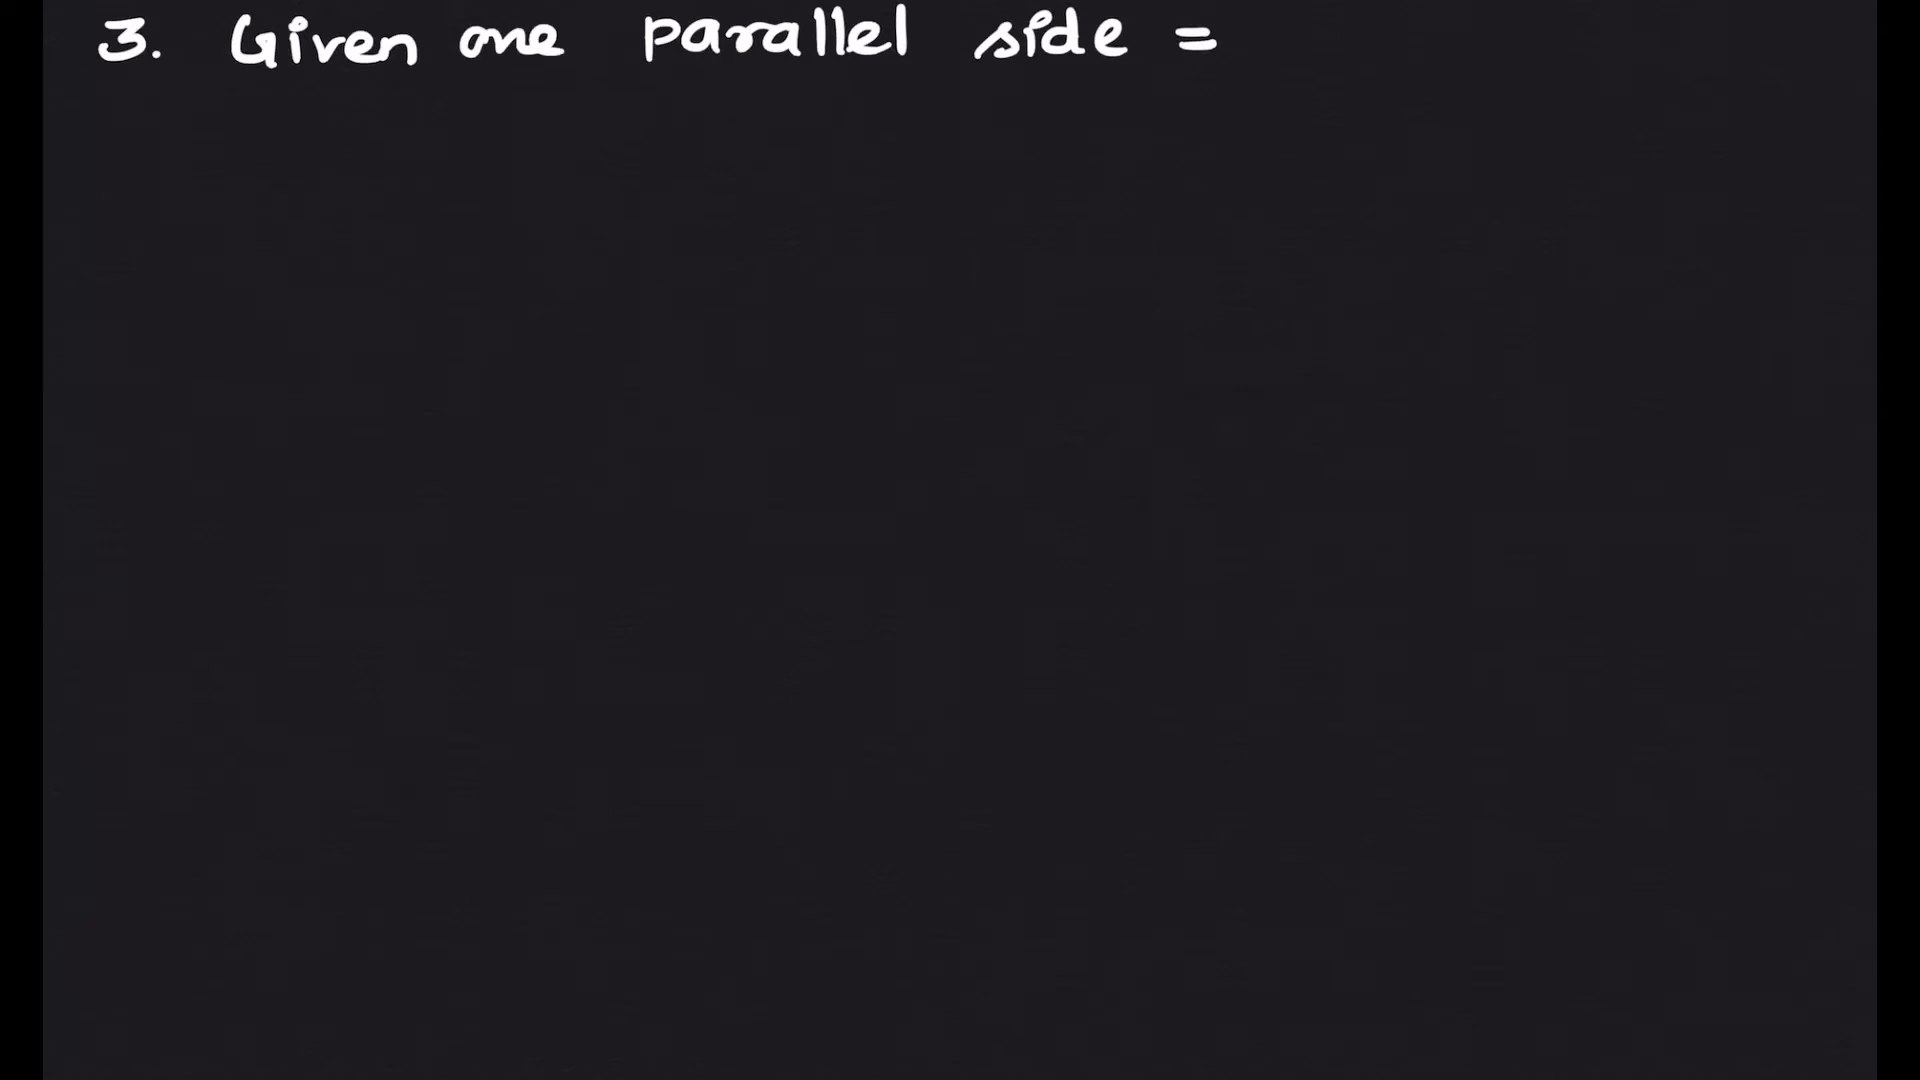 3. Given one parallel side =